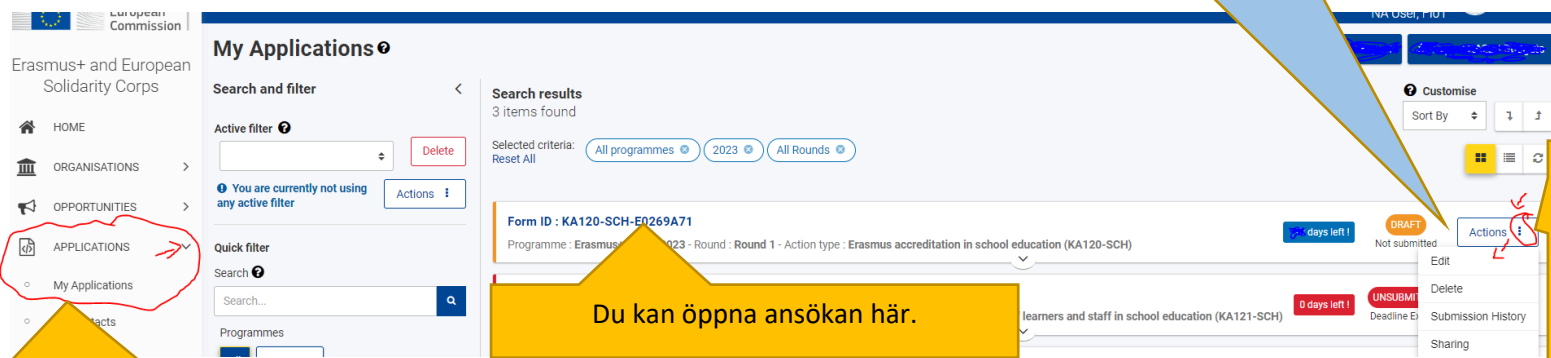 European
Commission
NA User, FI01
Erasmus+ and European
Solidarity Corps
HOME
ORGANISATIONS
OPPORTUNITIES
APPLICATIONS
My Applications
My Applications
Search and filter
Active filter
Delete
You are currently not using
any active filter
Actions
Quick filter
Search
Search...
Programmes
Search results
3 items found
Selected criteria:
Reset All
All programmes
2023
All Rounds
Customise
Sort By
Form ID : KA120-SCH-E0269A71
Programme : Erasmus 2023 - Round : Round 1 - Action type : Erasmus accreditation in school education (KA120-SCH)
days left !
DRAFT
Not submitted
Actions
Edit
Delete
Submission History
Sharing
Du kan öppna ansökan här.
learners and staff in school education (KA121-SCH)
0 days left !
Deadline